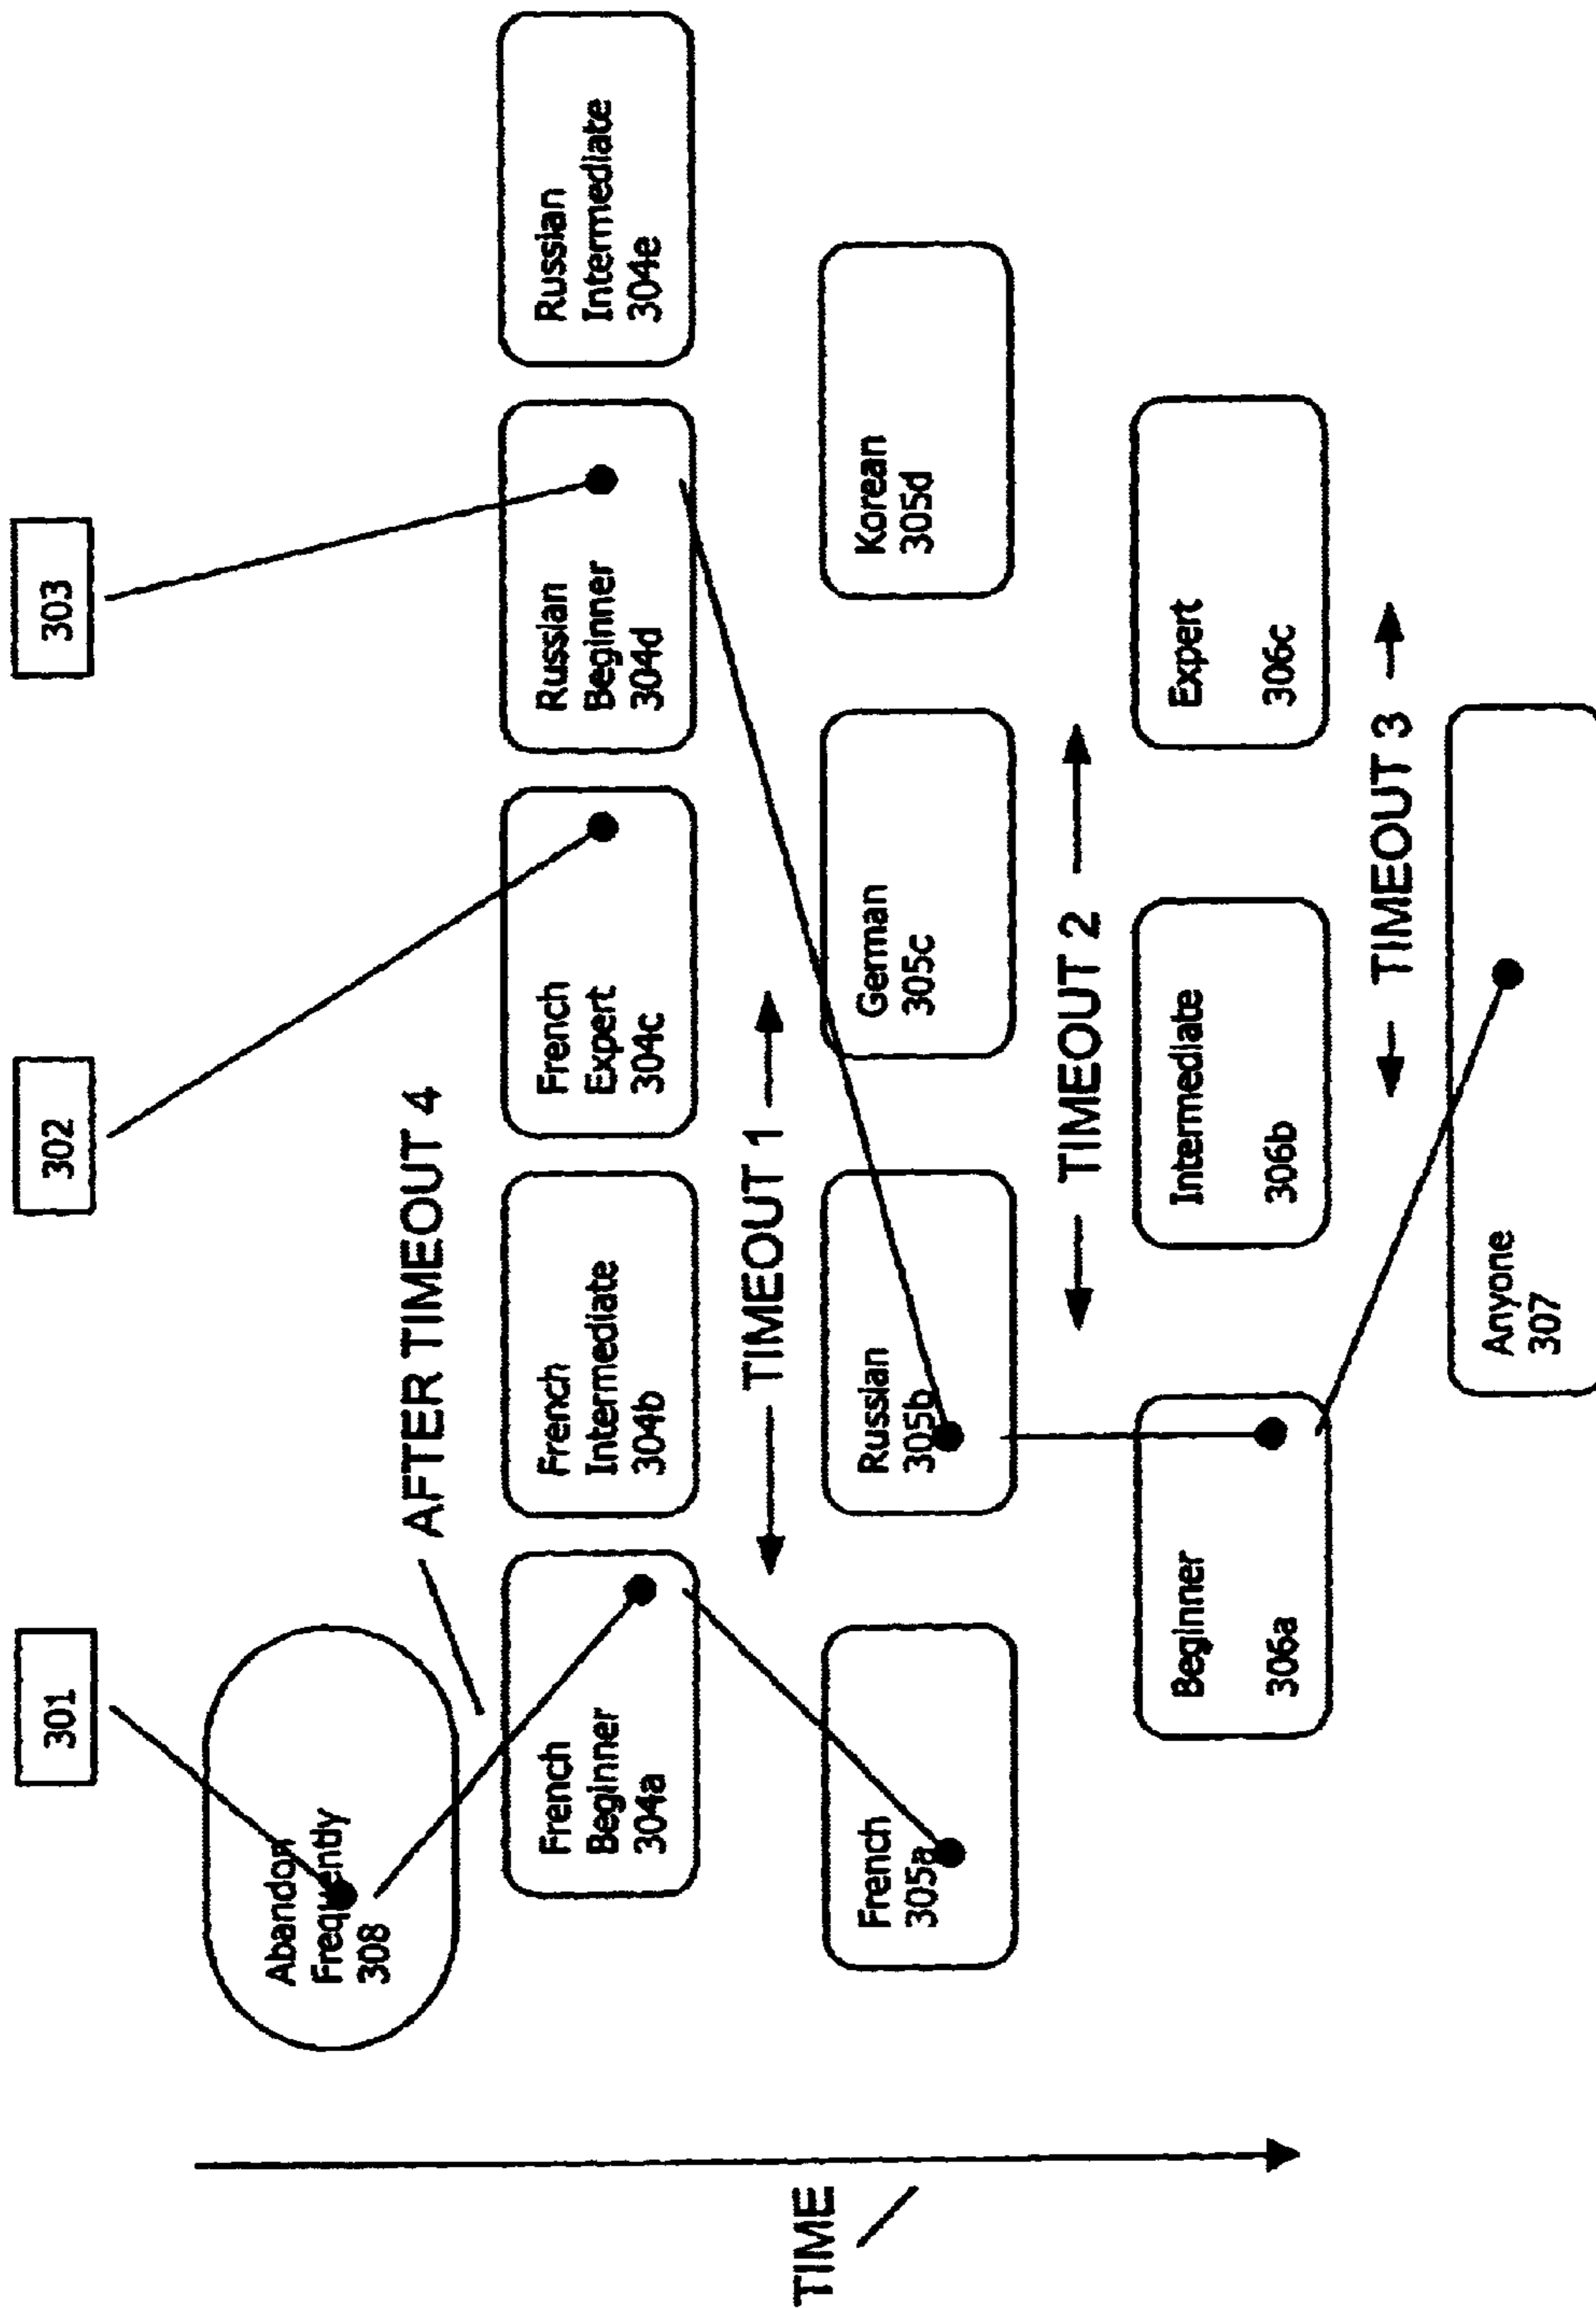 301
302
303
Abandon
Frequently
308
AFTER TIMEOUT 4
French
Beginner
304a
French
Intermediate
304b
French
Expert
304c
Russian
Beginner
304d
Russian
Intermediate
304e
TIMEOUT 1
TIME
French
305a
Russian
305b
German
305c
Korean
305d
TIMEOUT 2
Beginner
306a
Intermediate
306b
Expert
306c
TIMEOUT 3
Anyone
307